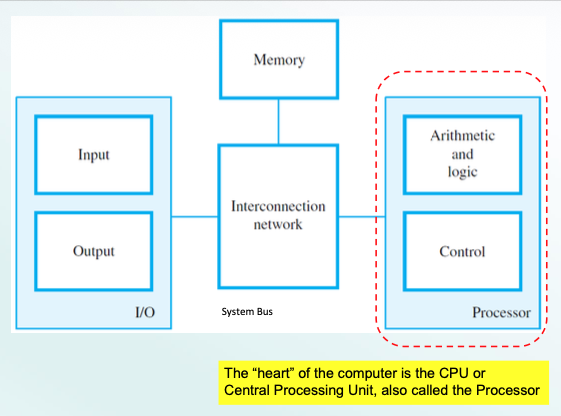 Memory
Input
Output
I/O
Interconnection
network
System Bus
Arithmetic
and
logic
Control
Processor
The “heart” of the computer is the CPU or
Central Processing Unit, also called the Processor